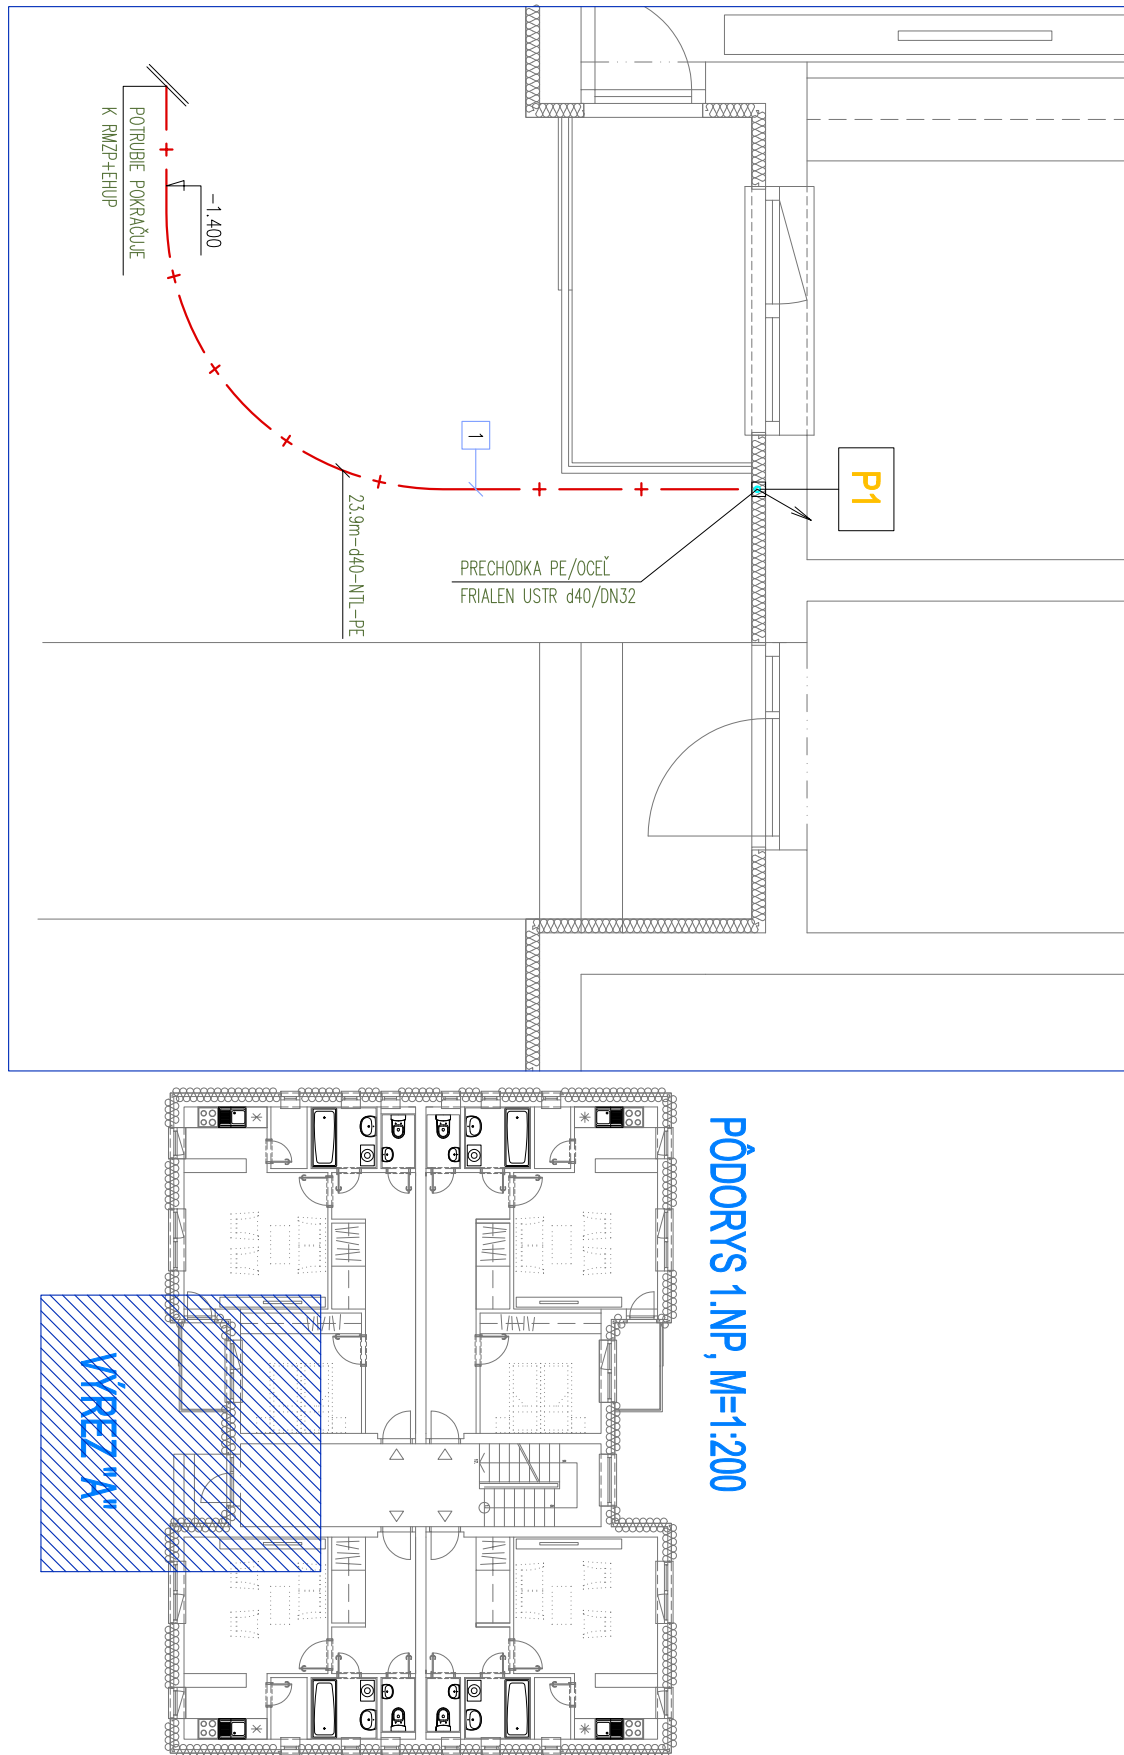 POTRUBIE POKRAČUJE
K RMZP+EHUP
-1.400
1
23.9m-d40-NTL-PE
P1
PRECHODKA PE/OCEĽ
FRIALEN USTR d40/DN32
PÔDORYS 1.NP, M=1:200
VÝREZ "A"